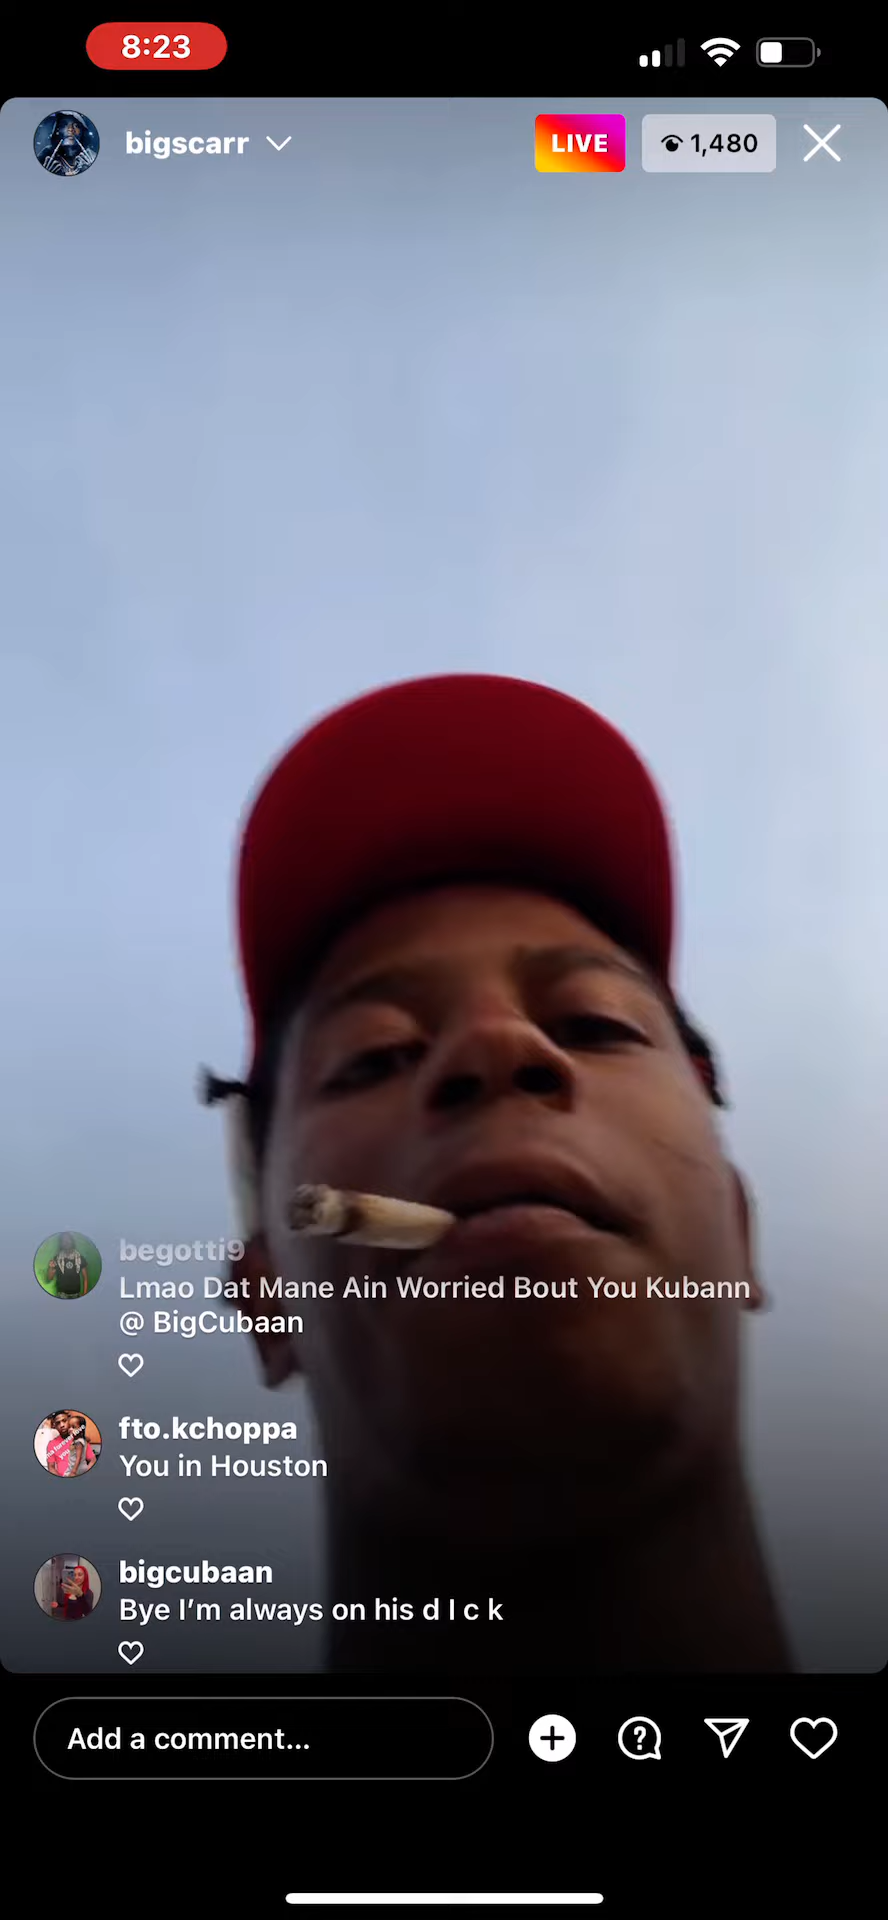 8:23
bigscarr
LIVE
1,480
begotti9
Lmao Dat Mane Ain Worried Bout You Kubann
@ BigCubaan
fto.kchoppa
You in Houston
bigcubaan
Bye I’m always on his d I c k
Add a comment...
?